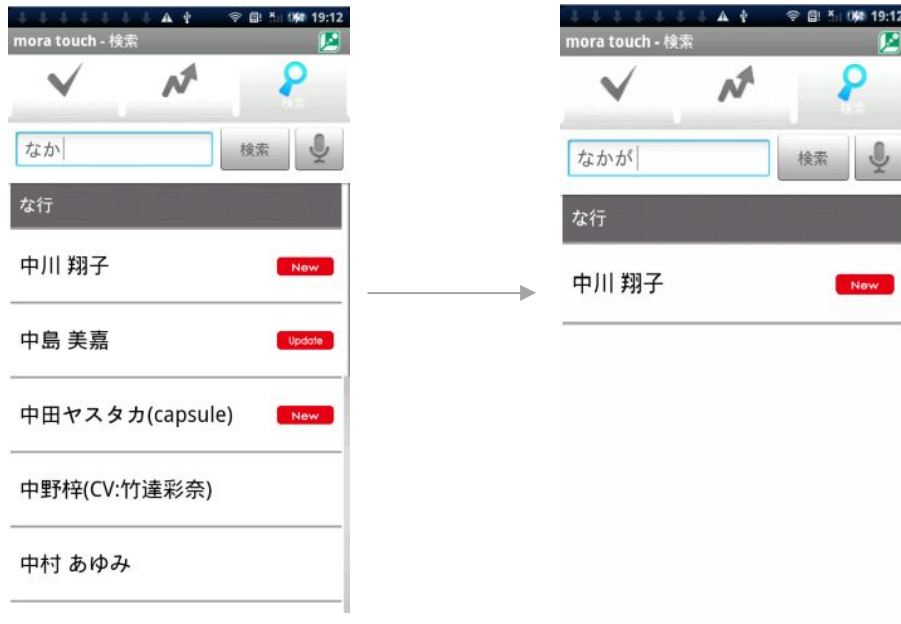 19:12
mora touch - 検索
検索
なか
検索
な行
中川 翔子
New
中島 美嘉
Update
中田ヤスタカ(capsule)
New
中野梓(CV:竹達彩奈)
中村 あゆみ
19:12
mora touch - 検索
検索
なかが
検索
な行
中川 翔子
New